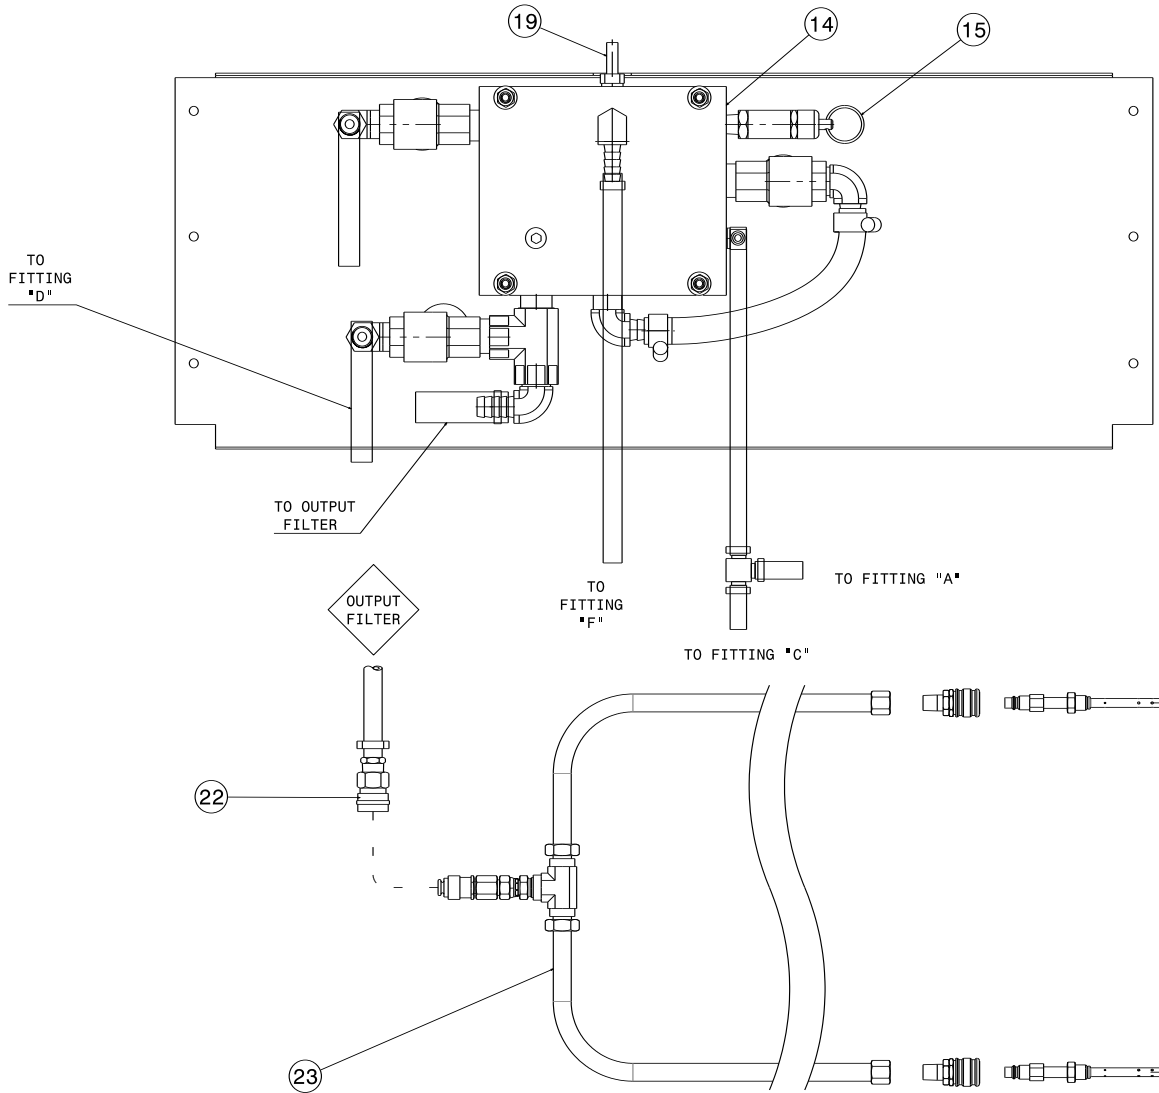 19
14
15
TO
FITTING
"D"
TO OUTPUT
FILTER
OUTPUT
FILTER
TO
FITTING
"F"
TO FITTING "A"
TO FITTING "C"
22
23